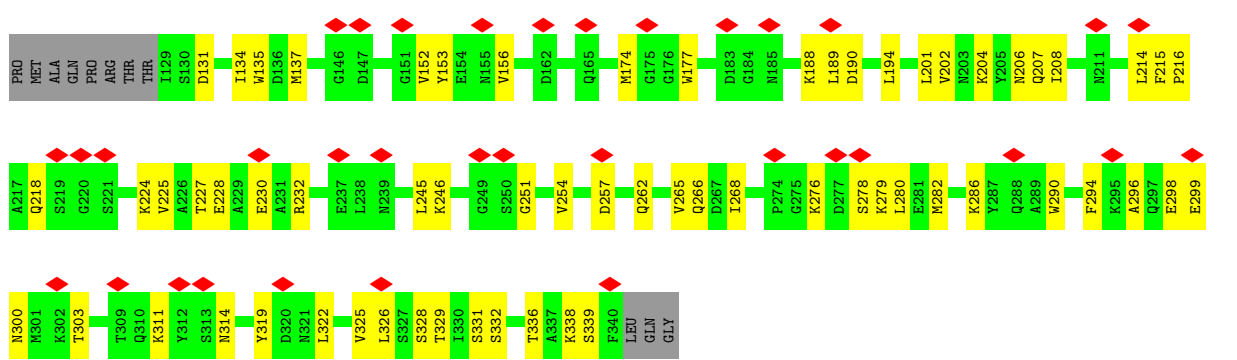 PRO MET ALA GLN PRO ARG THR THR I129 S130 D131 I134 W135 D136 M137 G146 D147 G151 V152 Y153 E154 N155 V156 D162 Q165 M174 G175 G176 W177 D183 G184 N185 K188 L189 D190 L194 L201 V202 N203 K204 Y205 N206 Q207 I208 N211 L214 F215 P216
A217 Q218 S219 G220 S221 K224 V225 A226 T227 E228 A229 E230 A231 R232 E237 L238 N239 L245 K246 G249 S250 G251 V254 D257 Q262 V265 Q266 D267 I268 P274 G275 K276 D277 S278 K279 L280 E281 M282 K286 Y287 Q288 A289 W290 F294 K295 A296 Q297 E298 E299
N300 M301 K302 T303 T309 Q310 K311 Y312 S313 N314 Y319 D320 N321 L322 V325 L326 S327 S328 T329 I330 S331 S332 T336 A337 K338 S339 F340 LEU GLN GLY